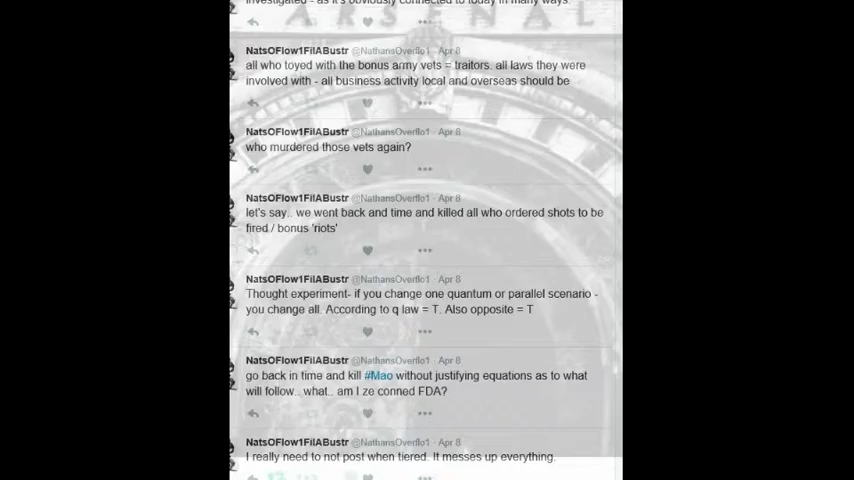 ARSENAL
investigated - as it's obviously connected to today in many ways.
NatsOFlow1FilABustr @NathansOverflo1 · Apr 8
all who toyed with the bonus army vets = traitors. all laws they were
involved with - all business activity local and overseas should be
NatsOFlow1FilABustr @NathansOverflo1 · Apr 8
who murdered those vets again?
NatsOFlow1FilABustr @NathansOverflo1 · Apr 8
let's say.. we went back and time and killed all who ordered shots to be
fired / bonus 'riots'
NatsOFlow1FilABustr @NathansOverflo1 · Apr 8
Thought experiment- if you change one quantum or parallel scenario -
you change all. According to q law = T. Also opposite = T
NatsOFlow1FilABustr @NathansOverflo1 · Apr 8
go back in time and kill #Mao without justifying equations as to what
will follow.. what.. am I ze conned FDA?
NatsOFlow1FilABustr @NathansOverflo1 · Apr 8
I really need to not post when tiered. It messes up everything.